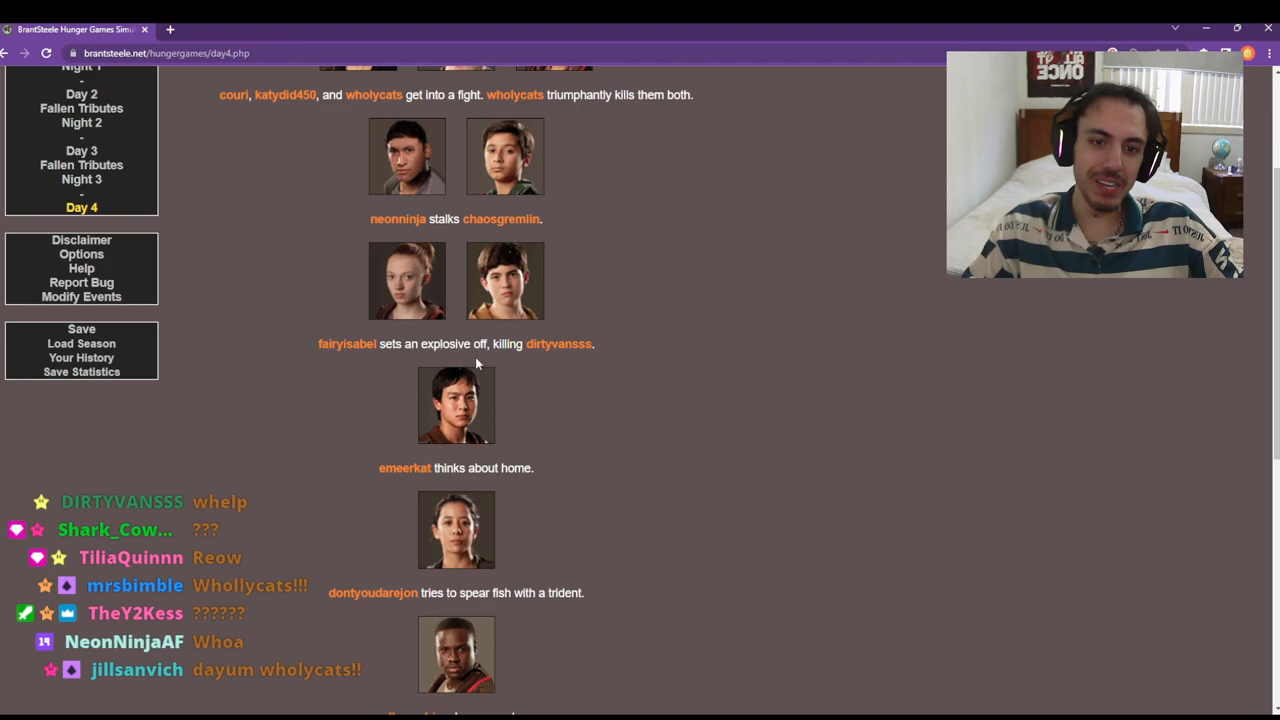 BrantSteele Hunger Games Simu
brantsteele.net/hungergames/day4.php
Night 1
-
Day 2
Fallen Tributes
Night 2
-
Day 3
Fallen Tributes
Night 3
-
Day 4
Disclaimer
Options
Help
Report Bug
Modify Events
Save
Load Season
Your History
Save Statistics
couri, katydid450, and wholycats get into a fight. wholycats triumphantly kills them both.
neonninja stalks chaosgremlin.
fairyisabel sets an explosive off, killing dirtyvansss.
emeerkat thinks about home.
dontyoudarejon tries to spear fish with a trident.
DIRTYVANSSS whelp
Shark_Cow... ???
TiliaQuinnn Reow
mrsbimble Whollycats!!!
TheY2Kess ??????
19 NeonNinjaAF Whoa
jillsanvich dayum wholycats!!
ONCE